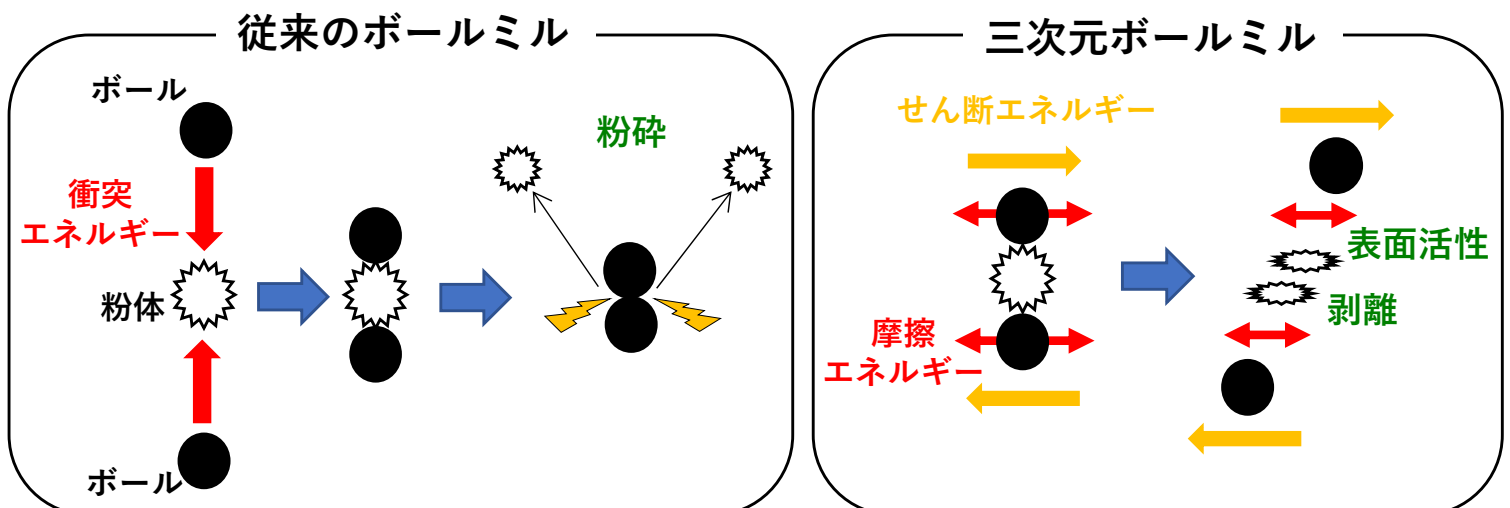 従来のボールミル
ボール
衝突
エネルギー
粉体
ボール
粉砕
三次元ボールミル
せん断エネルギー
摩擦
エネルギー
表面活性
剥離